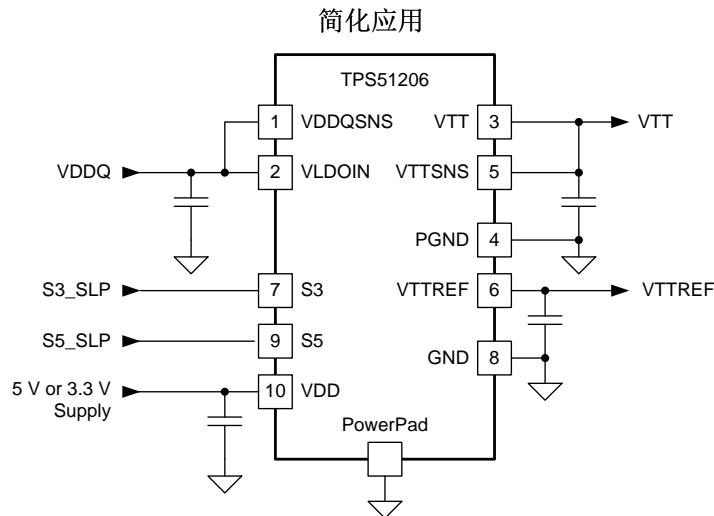 简化应用
TPS51206
1 VDDQSNS VTT 3 VTT
VDDQ 2 VLDOIN VTTSNS 5
PGND 4
S3_SLP 7 S3 VTTREF 6 VTTREF
S5_SLP 9 S5
GND 8
5 V or 3.3 V
Supply
10 VDD
PowerPad